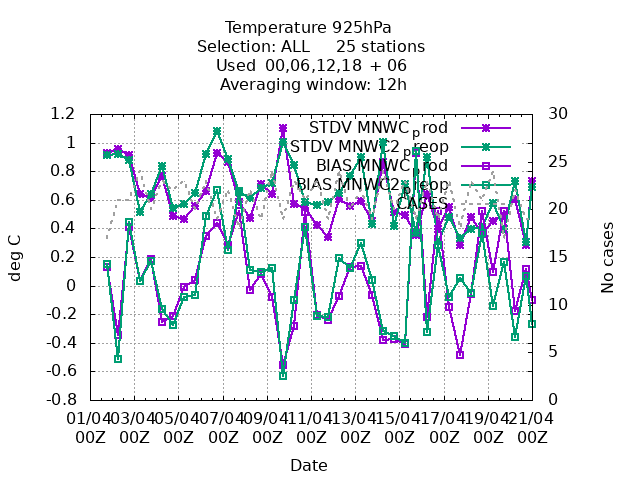 Temperature 925hPa
Selection: ALL 25 stations
Used 00,06,12,18 + 06
Averaging window: 12h
1.2
1
0.8
0.6
0.4
0.2
0
-0.2
-0.4
-0.6
-0.8
deg C
30
25
20
15
10
5
0
No cases
STDV MNWC_prod
STDV MNWC2_preop
BIAS MNWC_prod
BIAS MNWC2_preop
CASES
01/04 03/04 05/04 07/04 09/04 11/04 13/04 15/04 17/04 19/04 21/04
00Z 00Z 00Z 00Z 00Z 00Z 00Z 00Z 00Z 00Z 00Z
Date